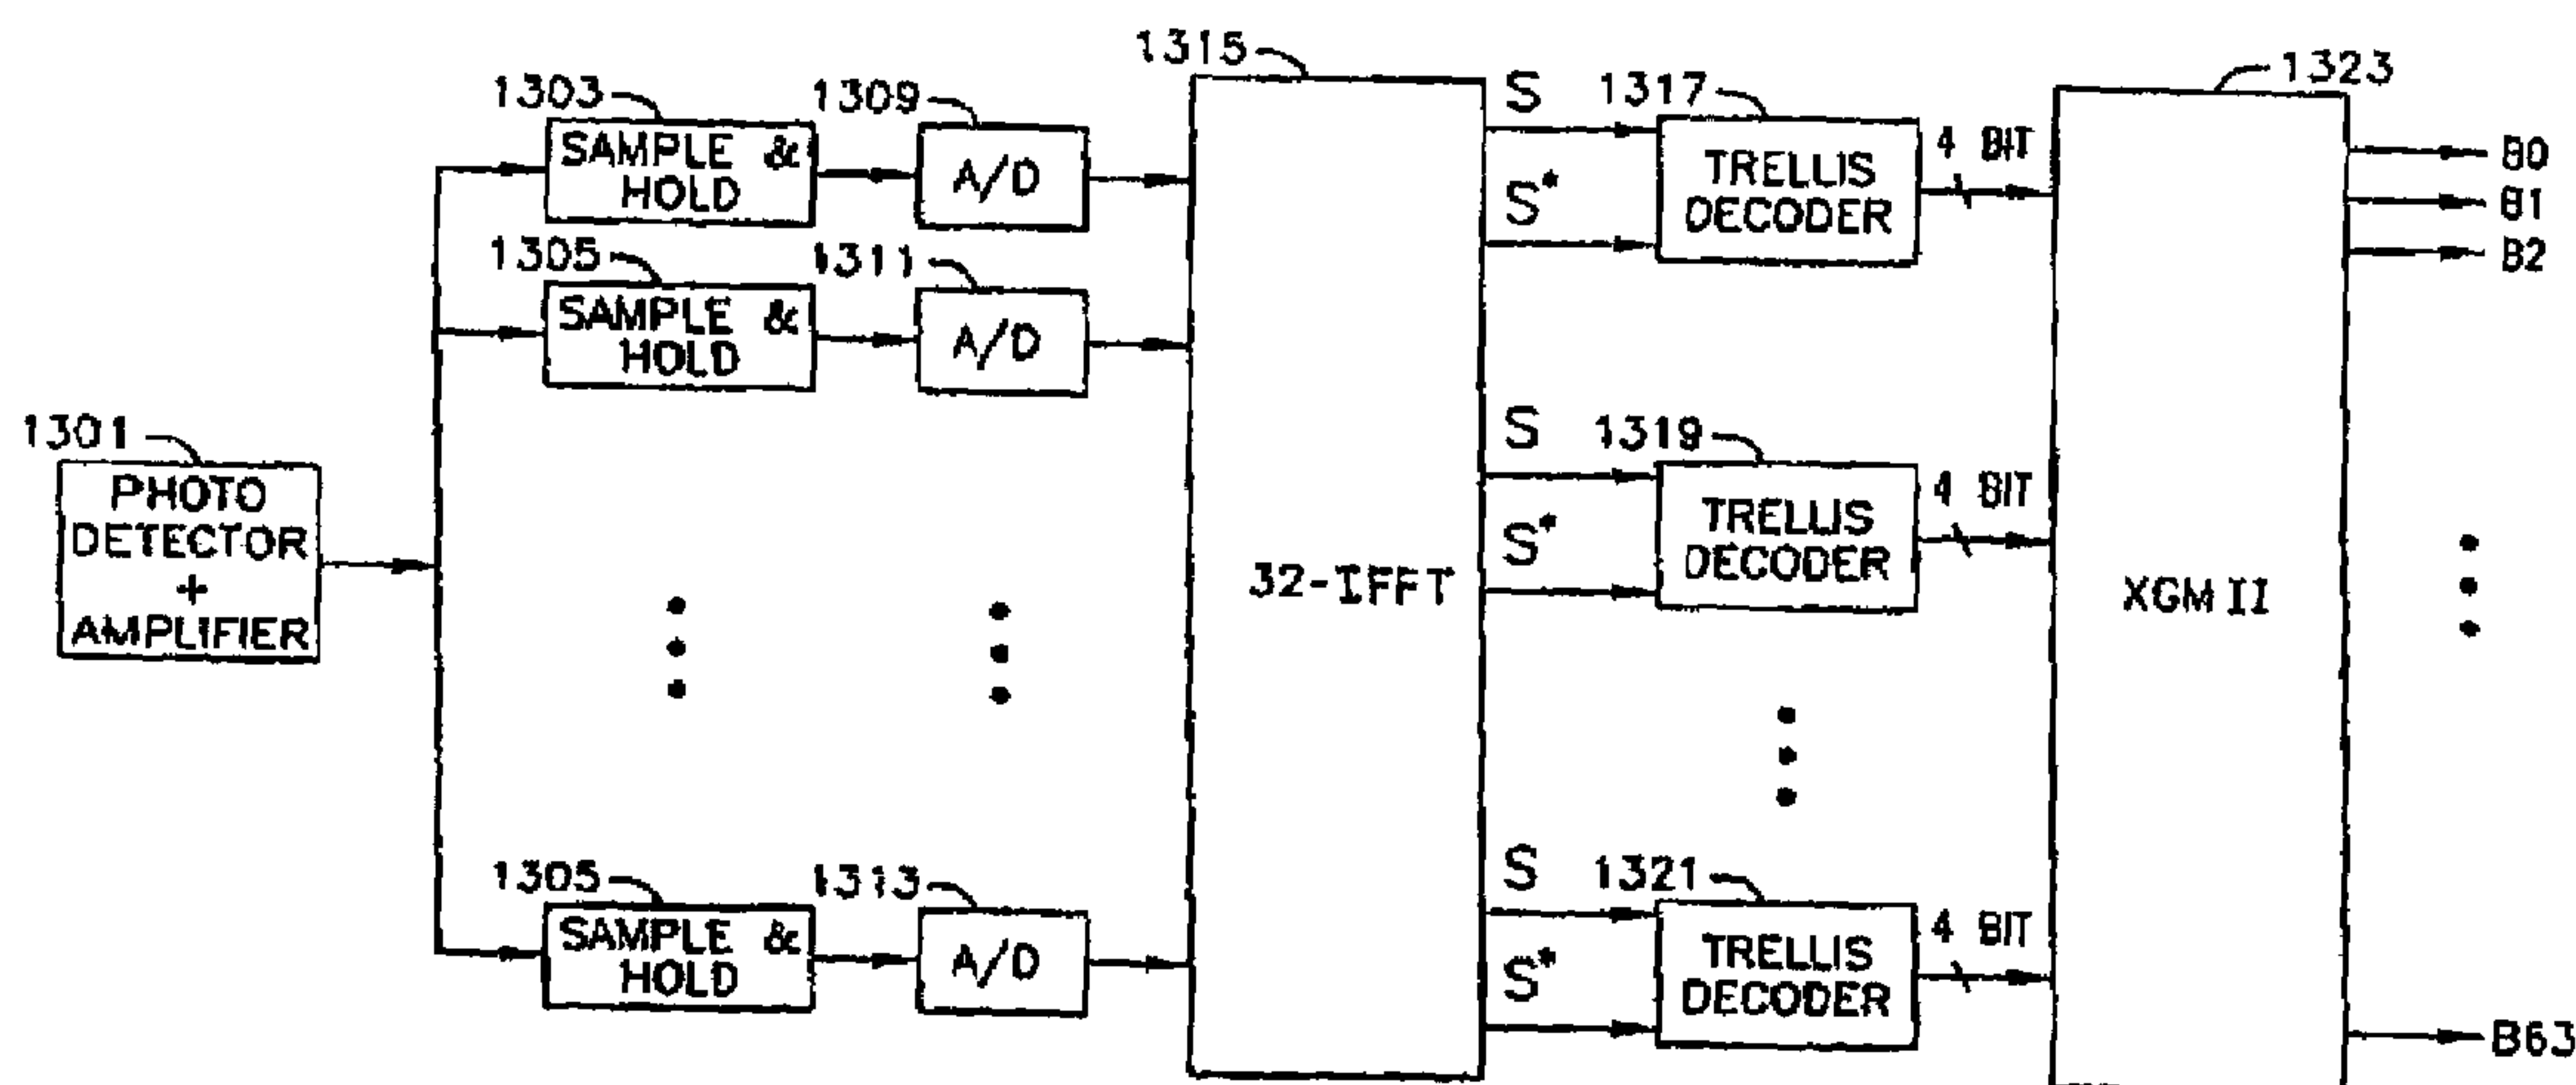 1315
1323
1303
1309
S
1317
SAMPLE &
HOLD
A/D
TRELLIS
DECODER
4 BIT
B0
B1
B2
S*
1305
1311
SAMPLE &
HOLD
A/D
1301
PHOTO
DETECTOR
+
AMPLIFIER
S
1319
4 BIT
TRELLIS
DECODER
S*
32-IFFT
XGMII
1305
1313
S
1321
SAMPLE &
HOLD
A/D
4 BIT
TRELLIS
DECODER
S*
B63